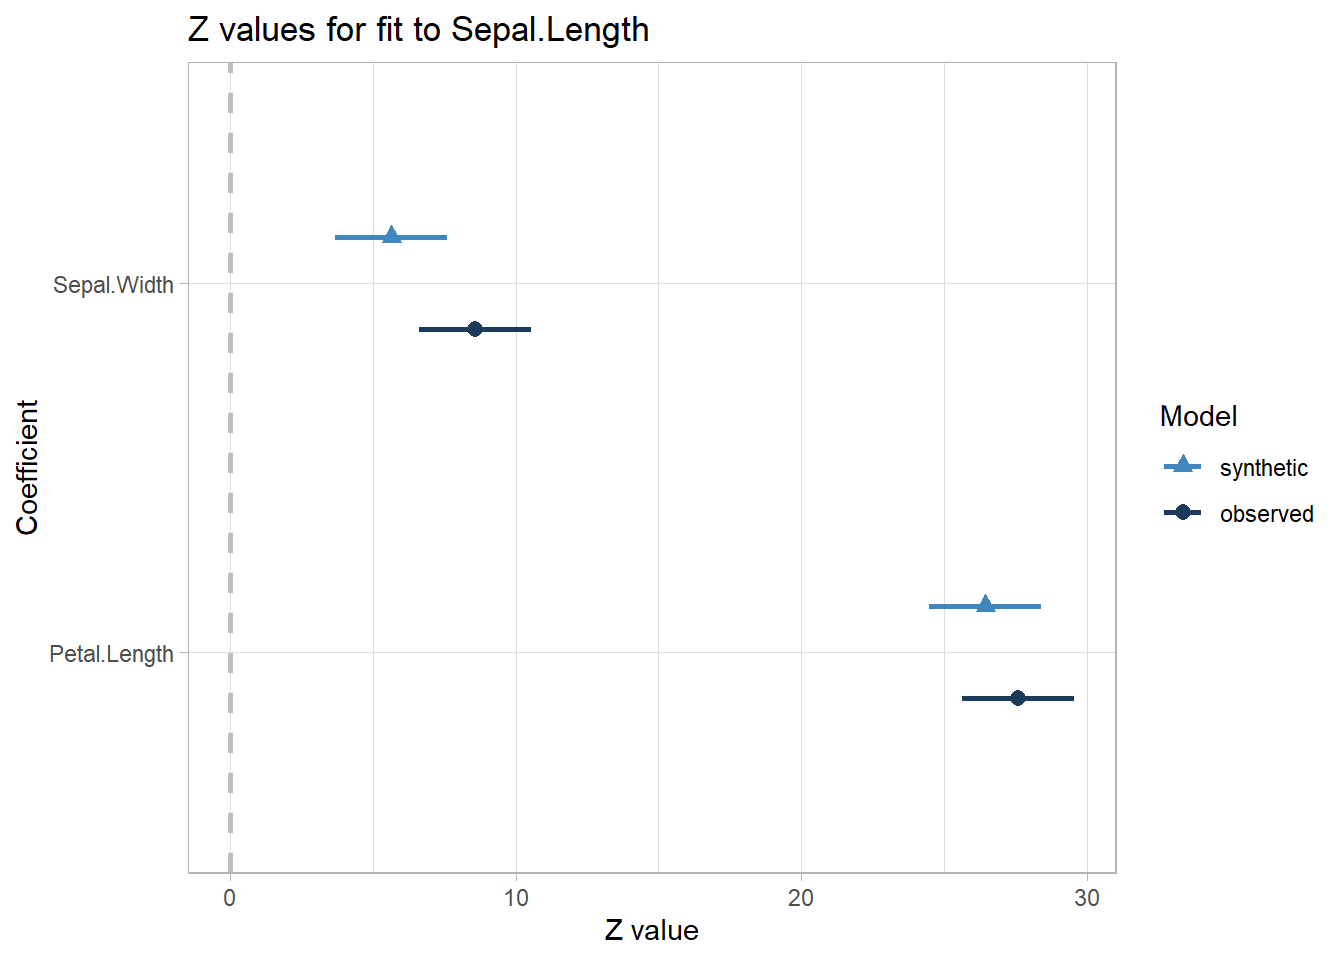 Z values for fit to Sepal.Length
Coefficient
Sepal.Width
Petal.Length
0 10 20 30
Z value
Model
synthetic
observed